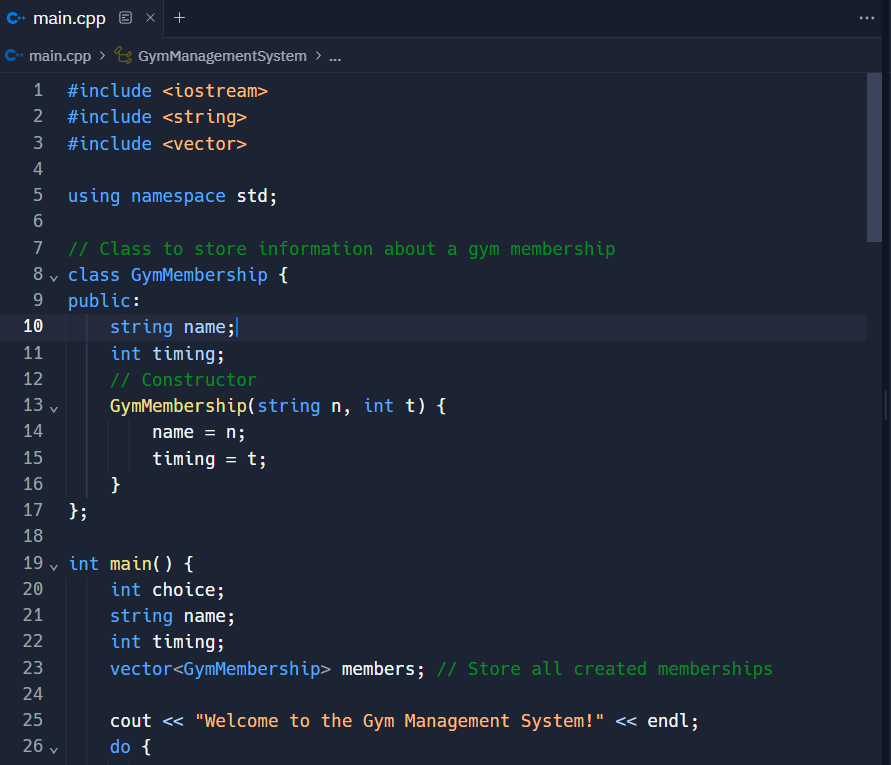 main.cpp
main.cpp > GymManagementSystem > ...
1 #include <iostream>
2 #include <string>
3 #include <vector>
4
5 using namespace std;
6
7 // Class to store information about a gym membership
8 class GymMembership {
9 public:
10     string name;
11     int timing;
12     // Constructor
13     GymMembership(string n, int t) {
14         name = n;
15         timing = t;
16     }
17 };
18
19 int main() {
20     int choice;
21     string name;
22     int timing;
23     vector<GymMembership> members; // Store all created memberships
24
25     cout << "Welcome to the Gym Management System!" << endl;
26     do {